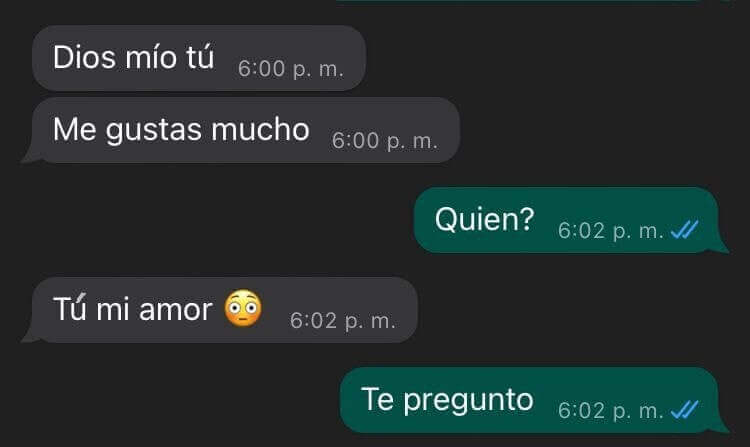 Dios mío tú 6:00 p. m.
Me gustas mucho 6:00 p. m.
Quien? 6:02 p. m.
Tú mi amor 😳 6:02 p. m.
Te pregunto 6:02 p. m.